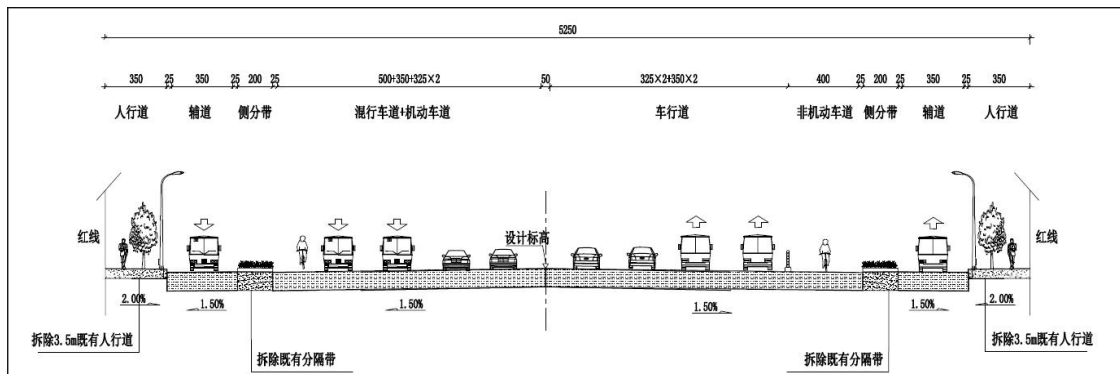 5250
350 25 350 25 200 25 500+350+325×2 50 325×2+350×2 400 25 200 25 350 25 350
人行道 辅道 侧分带 混行车道+机动车道 车行道 非机动车道 侧分带 辅道 人行道
红线 设计标高 红线
2.00% 1.50% 1.50% 1.50% 1.50% 2.00%
拆除3.5m既有人行道 拆除既有分隔带 拆除既有分隔带 拆除3.5m既有人行道